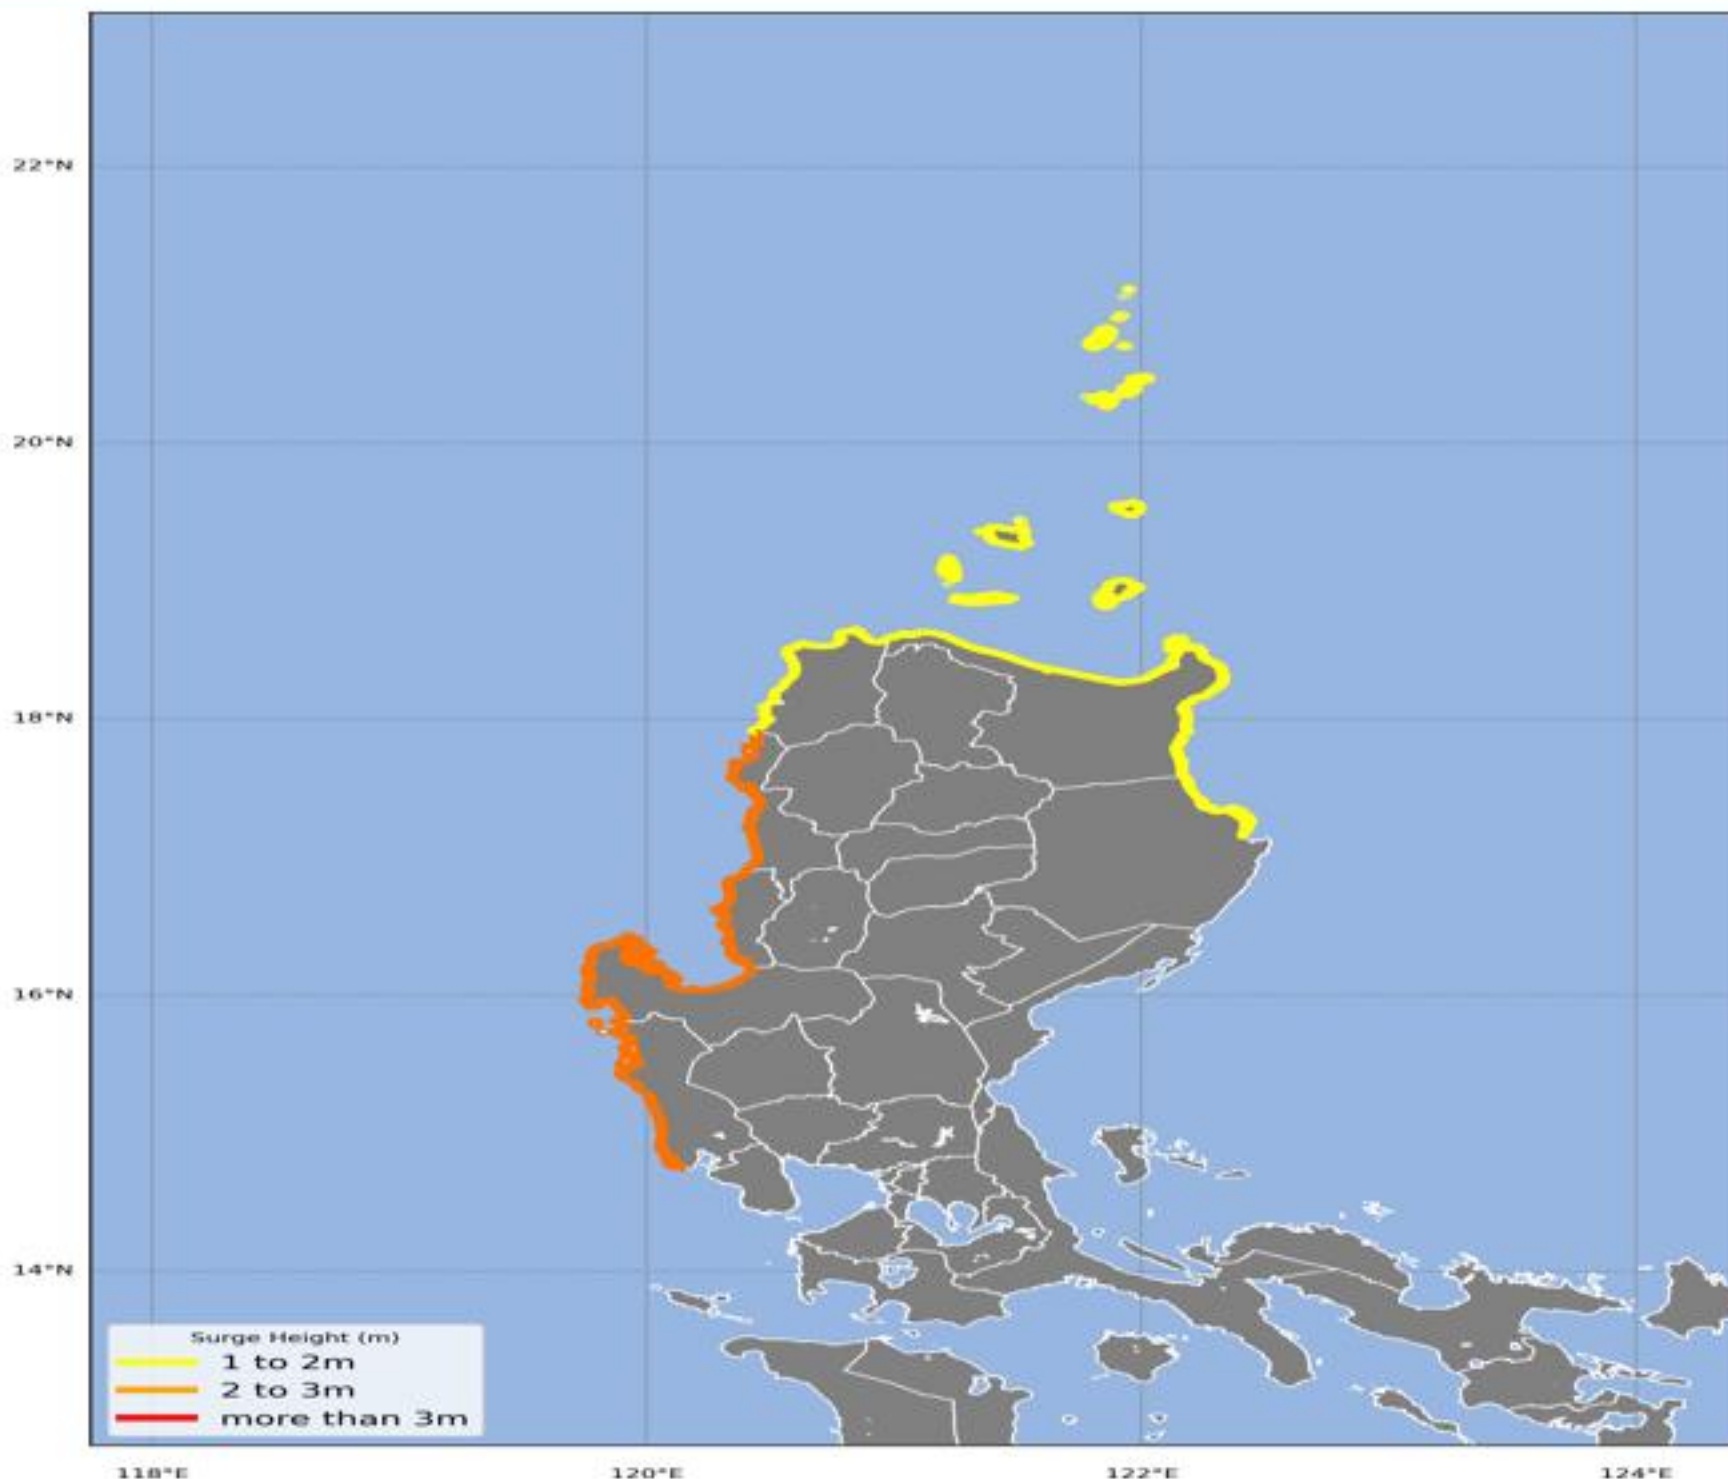 22°N
20°N
18°N
16°N
14°N
Surge Height (m)
1 to 2m
2 to 3m
more than 3m
118°E 120°E 122°E 124°E